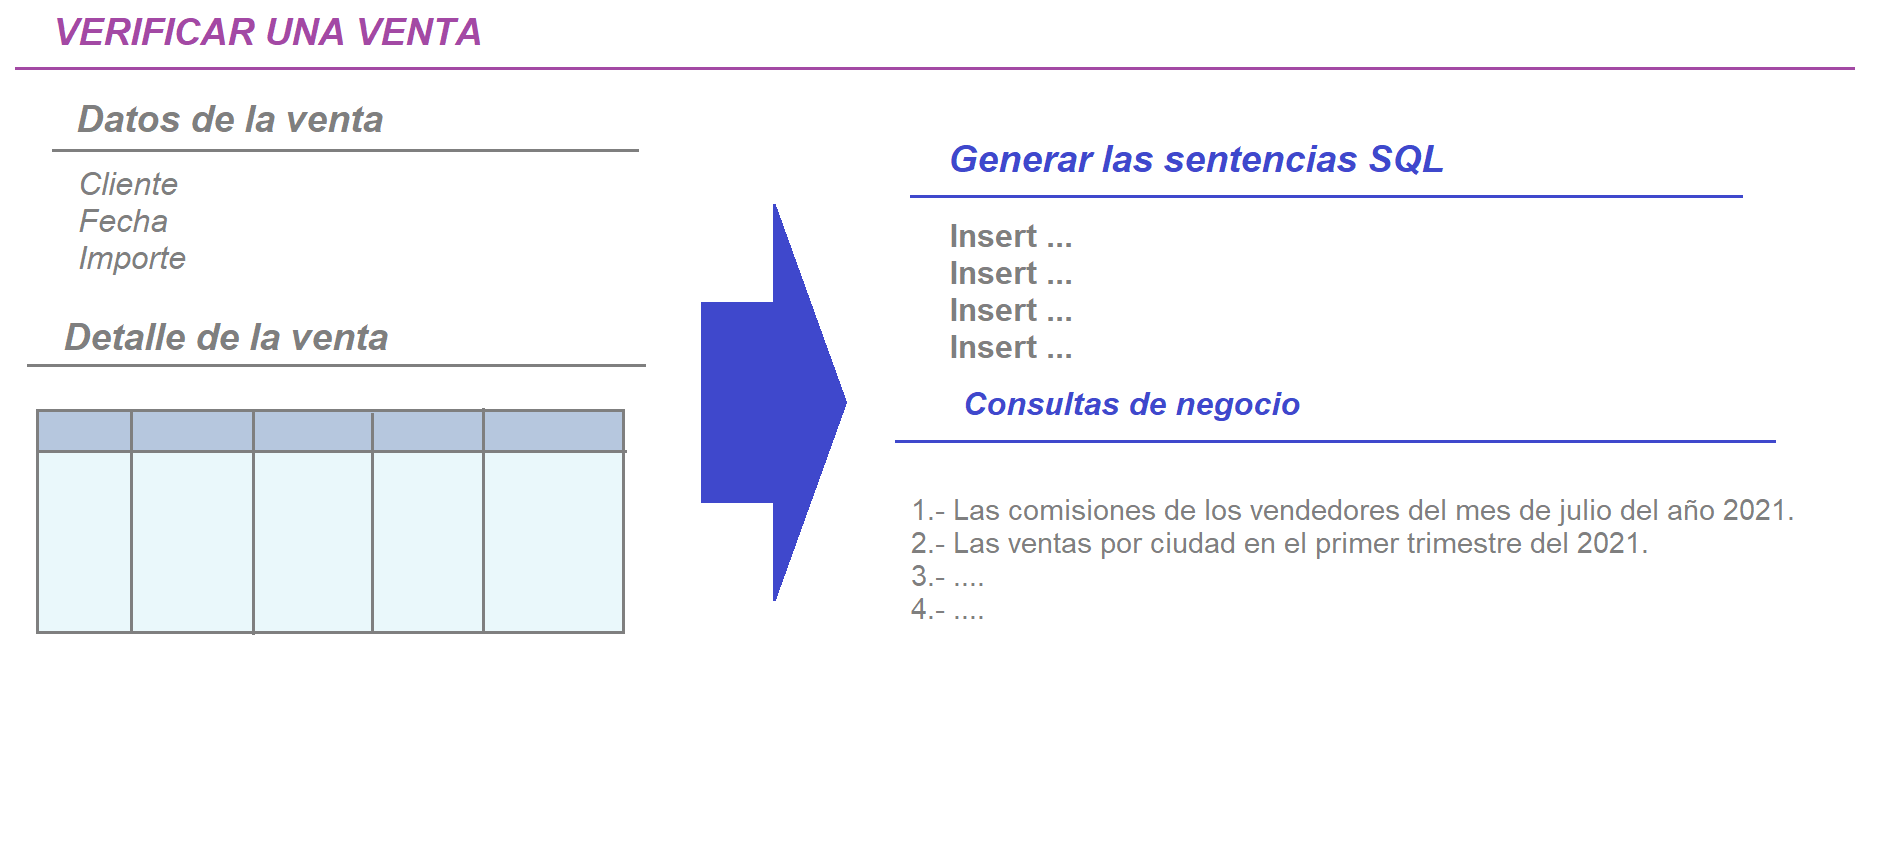 VERIFICAR UNA VENTA
Datos de la venta
Cliente
Fecha
Importe
Detalle de la venta
Generar las sentencias SQL
Insert ...
Insert ...
Insert ...
Insert ...
Consultas de negocio
1.- Las comisiones de los vendedores del mes de julio del año 2021.
2.- Las ventas por ciudad en el primer trimestre del 2021.
3.- ....
4.- ....